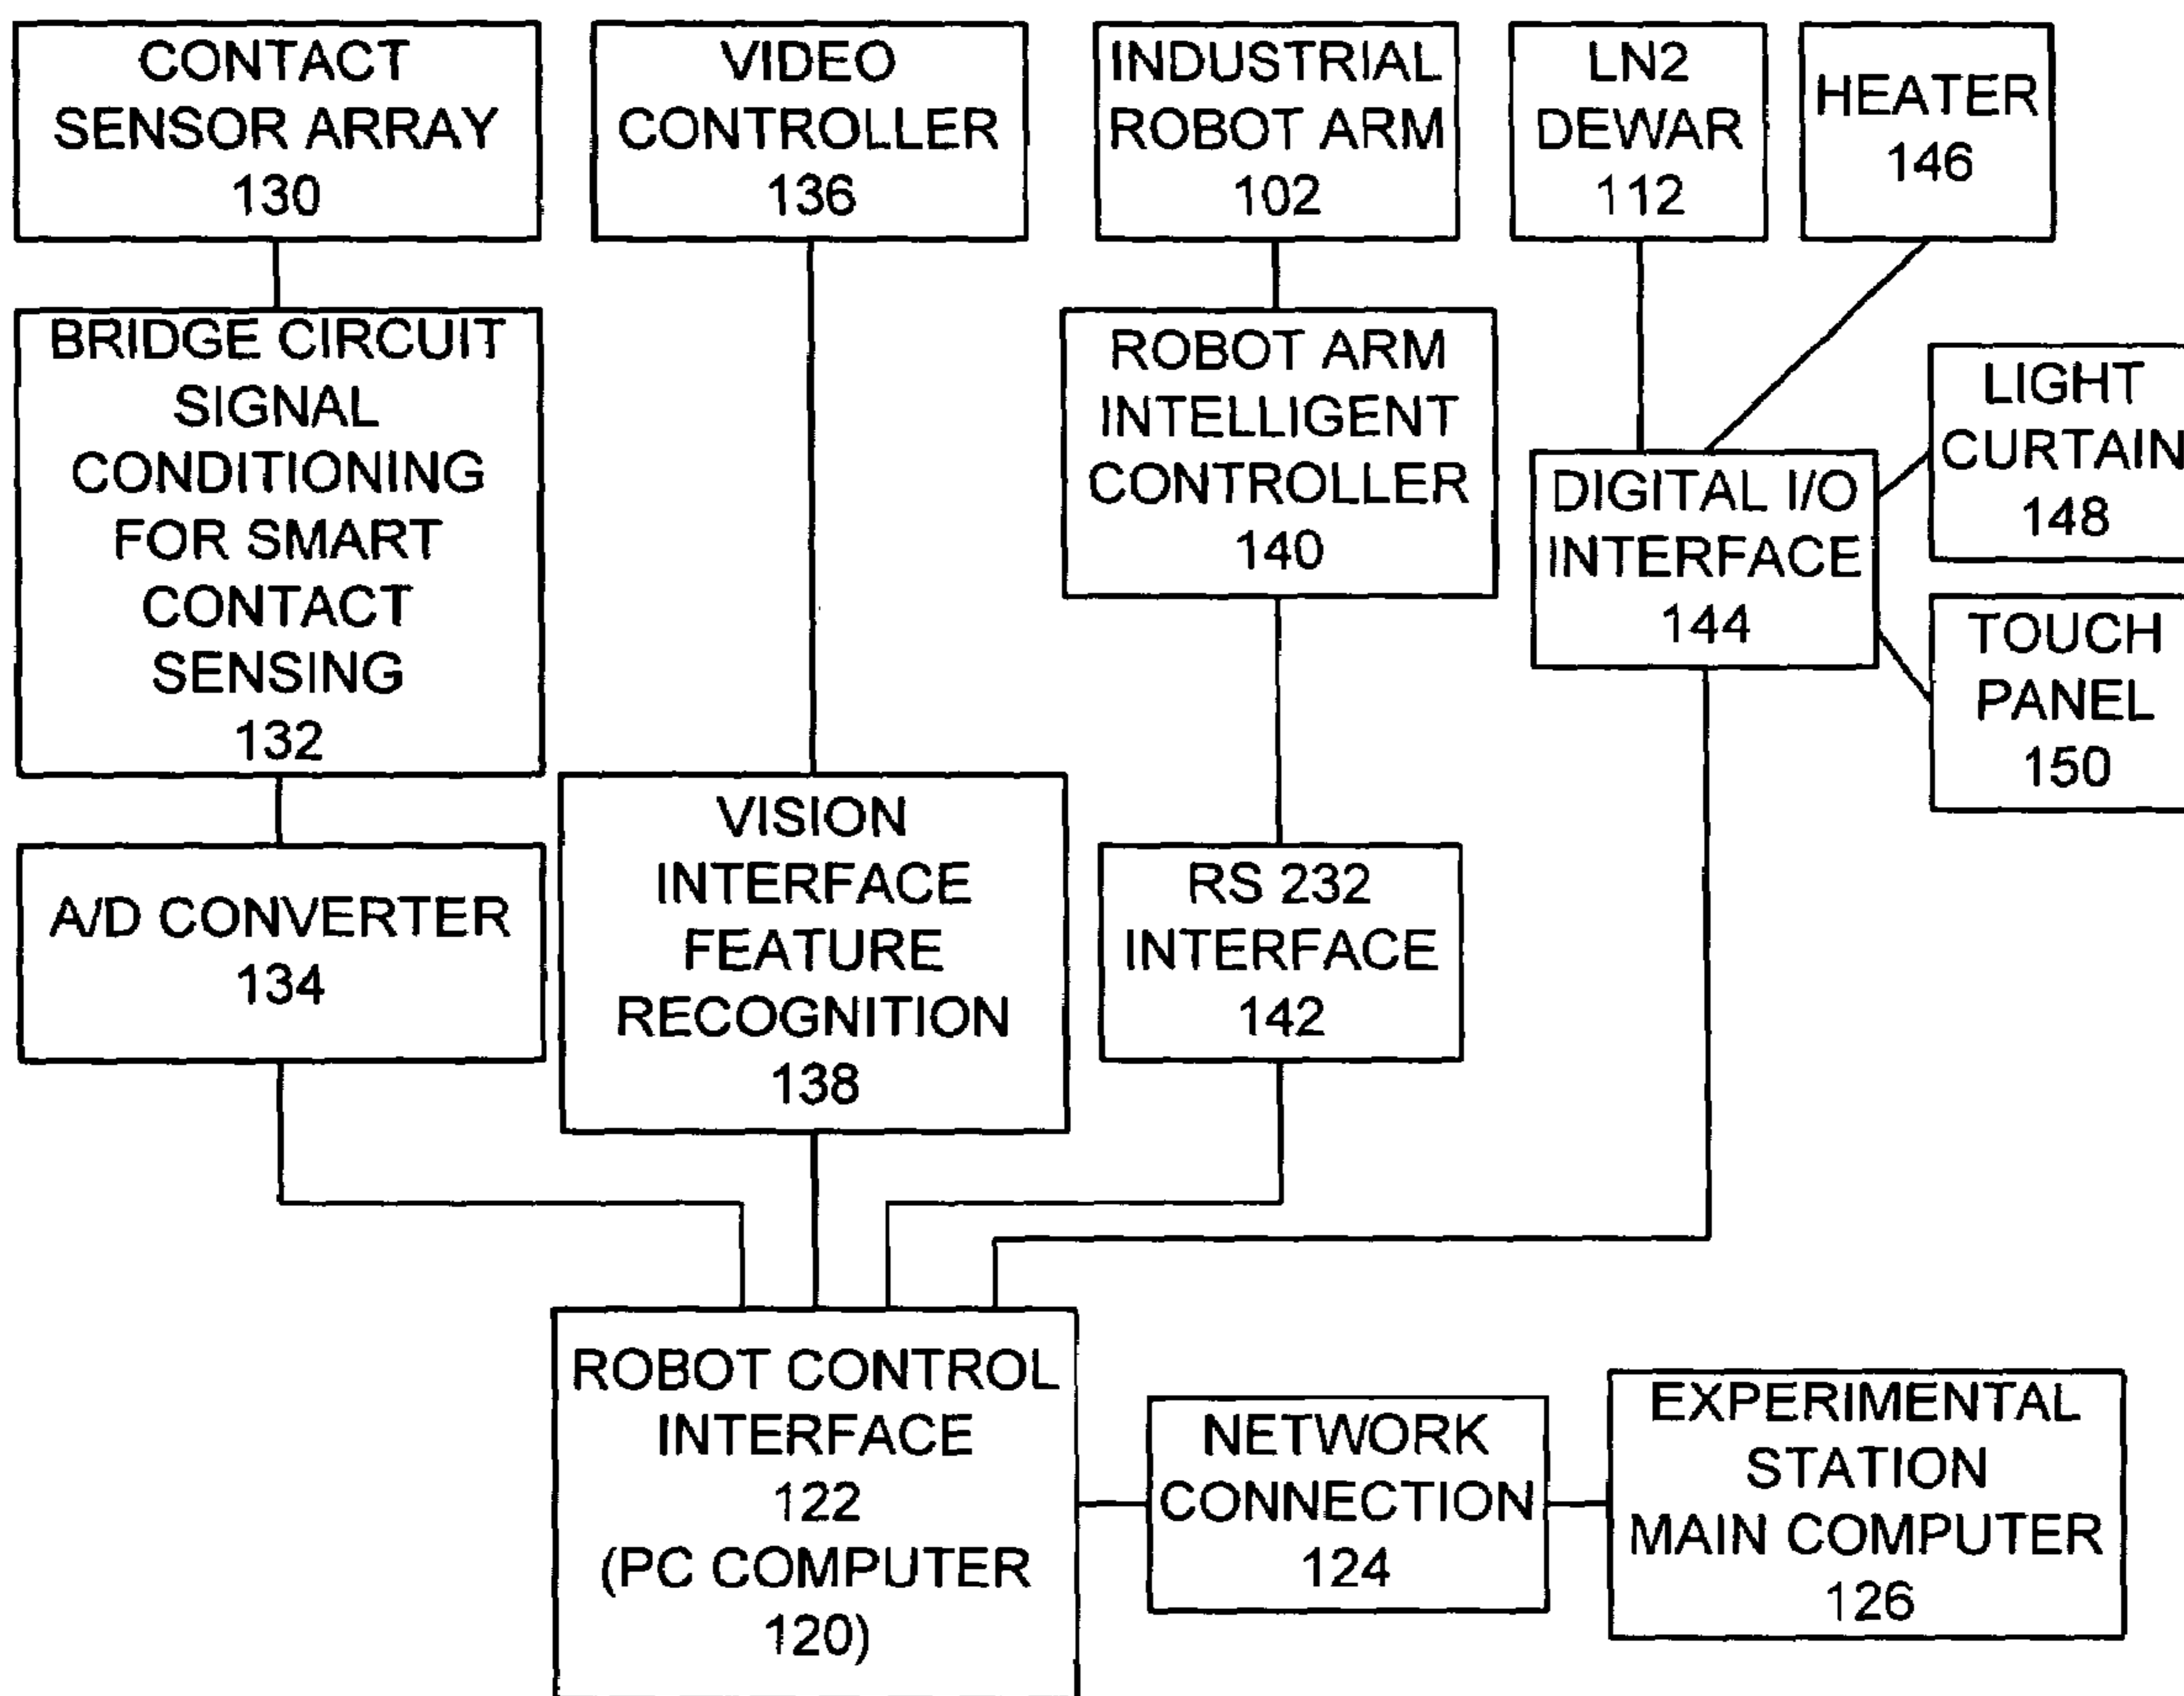 CONTACT
SENSOR ARRAY
130
VIDEO
CONTROLLER
136
INDUSTRIAL
ROBOT ARM
102
LN2
DEWAR
112
HEATER
146
BRIDGE CIRCUIT
SIGNAL
CONDITIONING
FOR SMART
CONTACT
SENSING
132
ROBOT ARM
INTELLIGENT
CONTROLLER
140
DIGITAL I/O
INTERFACE
144
LIGHT
CURTAIN
148
TOUCH
PANEL
150
A/D CONVERTER
134
VISION
INTERFACE
FEATURE
RECOGNITION
138
RS 232
INTERFACE
142
ROBOT CONTROL
INTERFACE
122
(PC COMPUTER
120)
NETWORK
CONNECTION
124
EXPERIMENTAL
STATION
MAIN COMPUTER
126